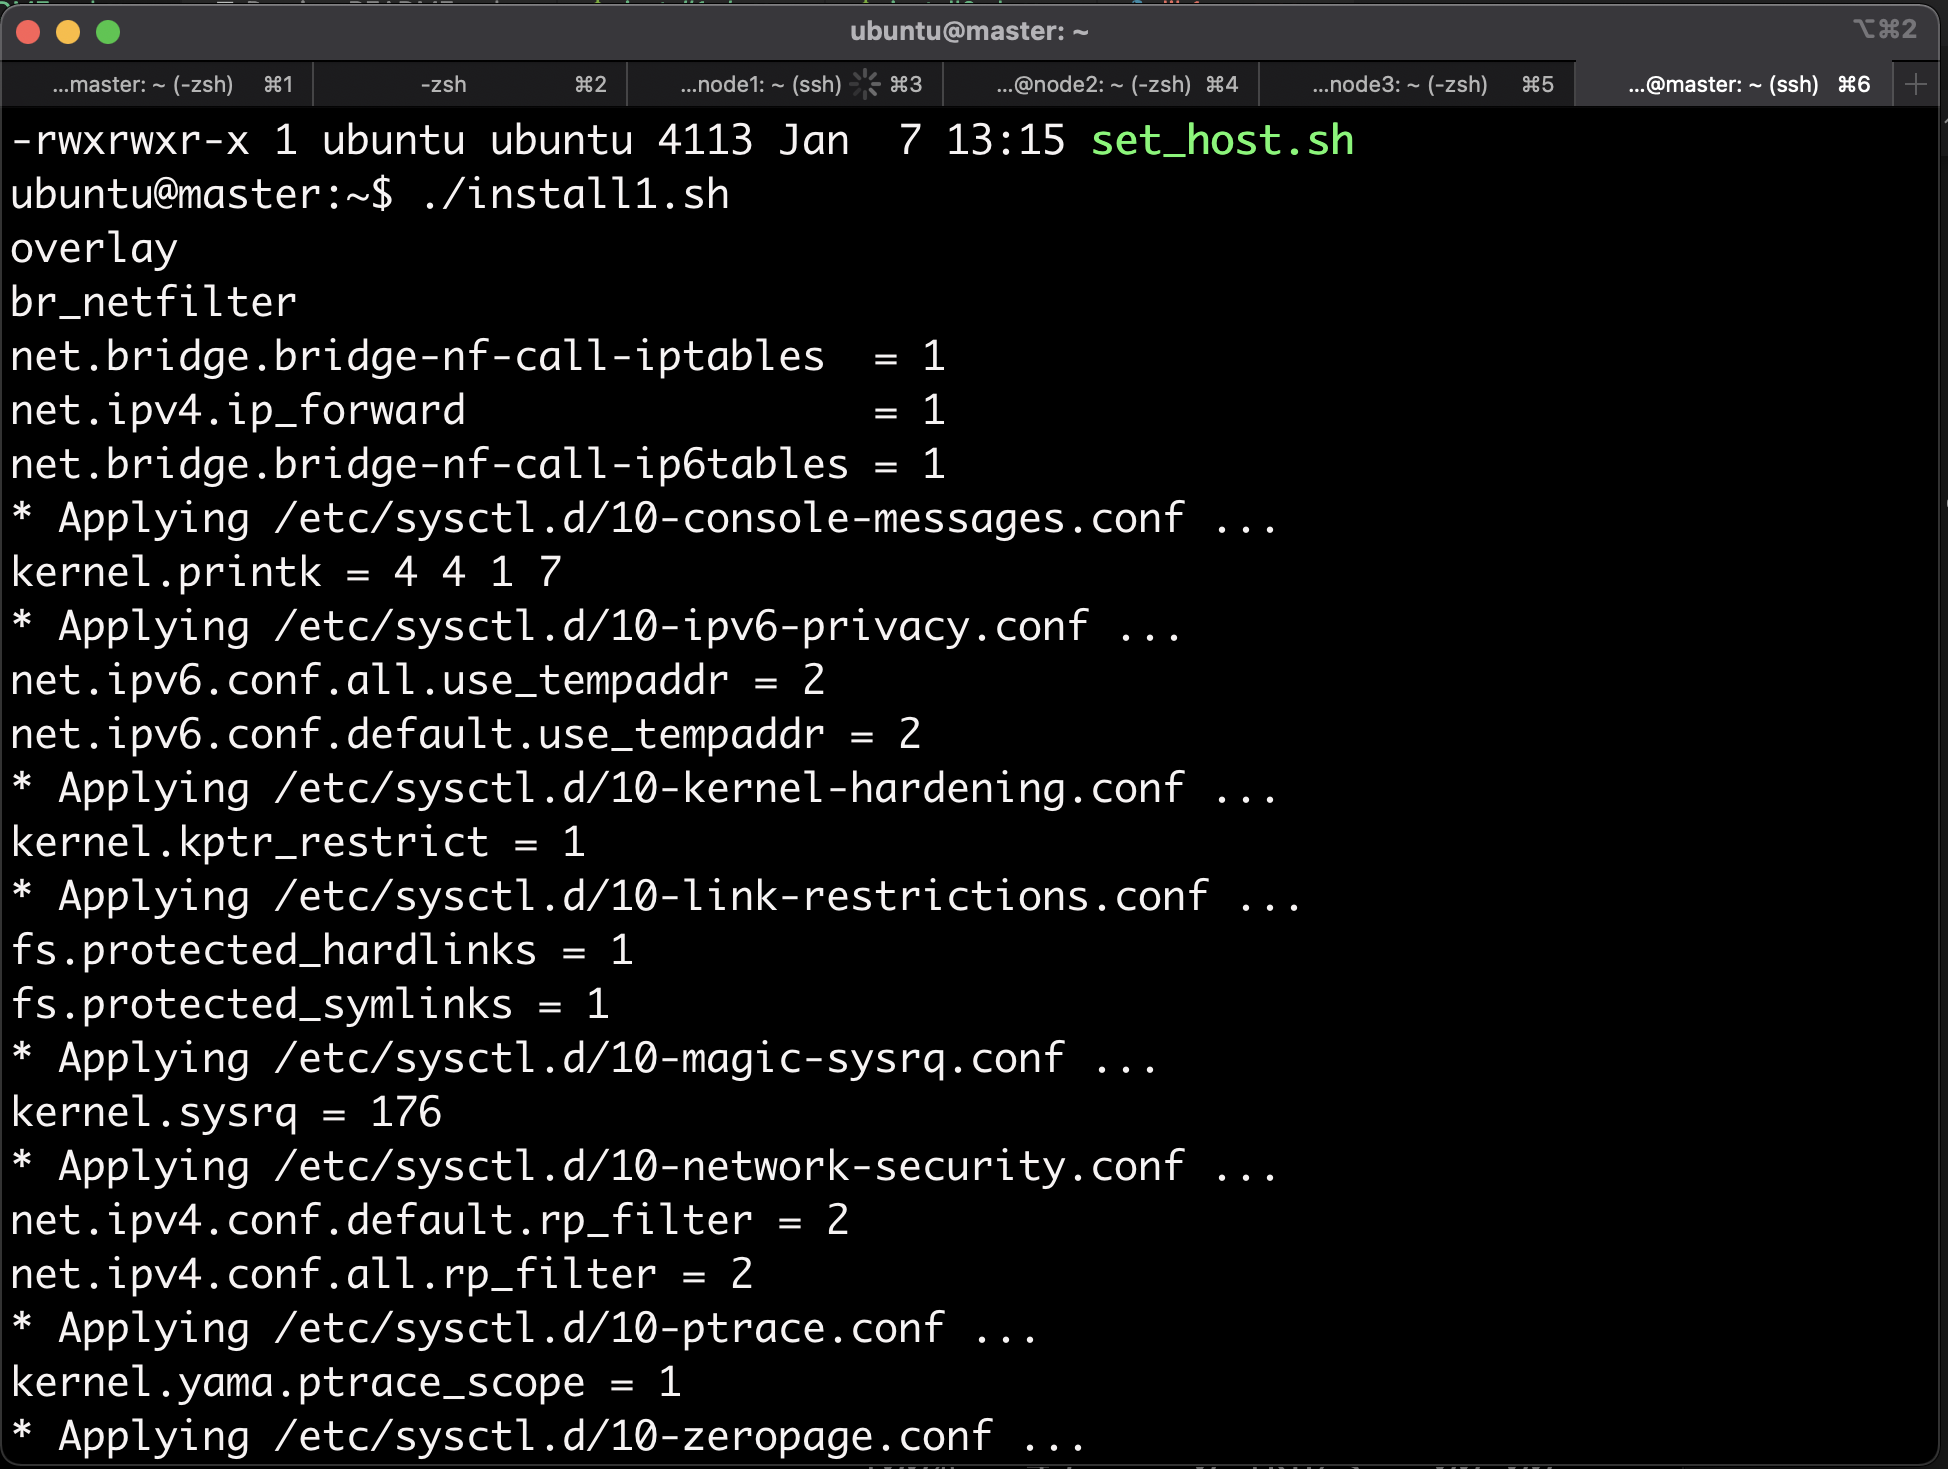 ubuntu@master: ~
⌥⌘2
...master: ~ (-zsh) ⌘1
-zsh ⌘2
...node1: ~ (ssh) ⌘3
...@node2: ~ (-zsh) ⌘4
...node3: ~ (-zsh) ⌘5
...@master: ~ (ssh) ⌘6
-rwxrwxr-x 1 ubuntu ubuntu 4113 Jan  7 13:15 set_host.sh
ubuntu@master:~$ ./install1.sh
overlay
br_netfilter
net.bridge.bridge-nf-call-iptables  = 1
net.ipv4.ip_forward                 = 1
net.bridge.bridge-nf-call-ip6tables = 1
* Applying /etc/sysctl.d/10-console-messages.conf ...
kernel.printk = 4 4 1 7
* Applying /etc/sysctl.d/10-ipv6-privacy.conf ...
net.ipv6.conf.all.use_tempaddr = 2
net.ipv6.conf.default.use_tempaddr = 2
* Applying /etc/sysctl.d/10-kernel-hardening.conf ...
kernel.kptr_restrict = 1
* Applying /etc/sysctl.d/10-link-restrictions.conf ...
fs.protected_hardlinks = 1
fs.protected_symlinks = 1
* Applying /etc/sysctl.d/10-magic-sysrq.conf ...
kernel.sysrq = 176
* Applying /etc/sysctl.d/10-network-security.conf ...
net.ipv4.conf.default.rp_filter = 2
net.ipv4.conf.all.rp_filter = 2
* Applying /etc/sysctl.d/10-ptrace.conf ...
kernel.yama.ptrace_scope = 1
* Applying /etc/sysctl.d/10-zeropage.conf ...